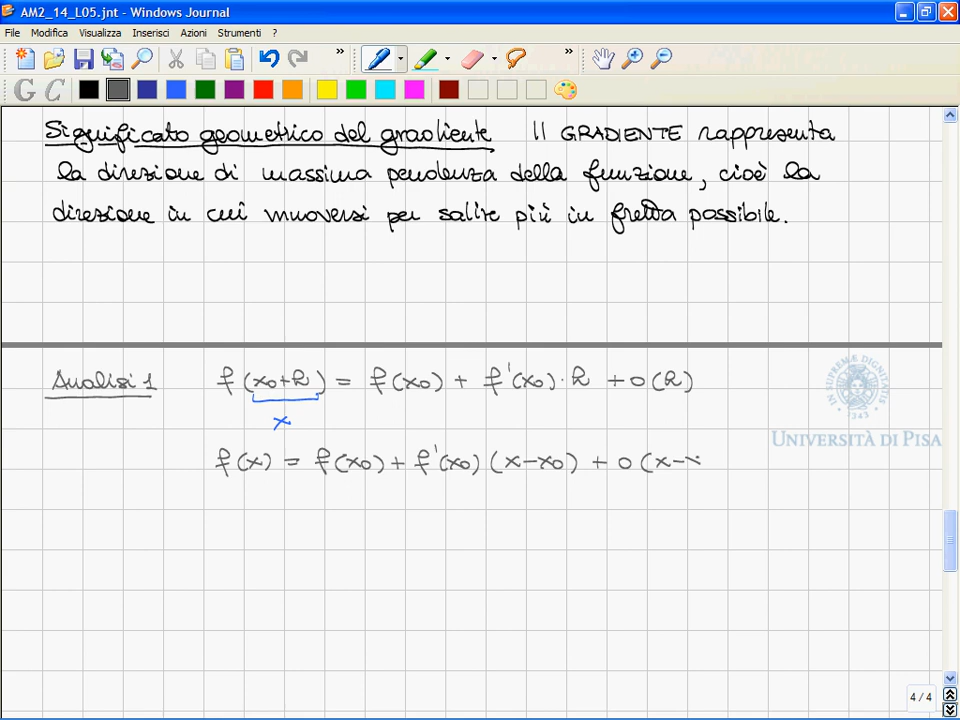 AM2_14_L05.jnt - Windows Journal
File Modifica Visualizza Inserisci Azioni Strumenti ?
» »
G C
Significato geometrico del gradiente Il GRADIENTE rappresenta
la direzione di massima pendenza della funzione, cioè la
direzione in cui muoversi per salire più in fretta possibile.
Analisi 1 f(x0+h) = f(x0) + f'(x0)·h + o(h)
x
UNIVERSITÀ DI PISA
f(x) = f(x0) + f'(x0)(x-x0) + o(x-
4 / 4